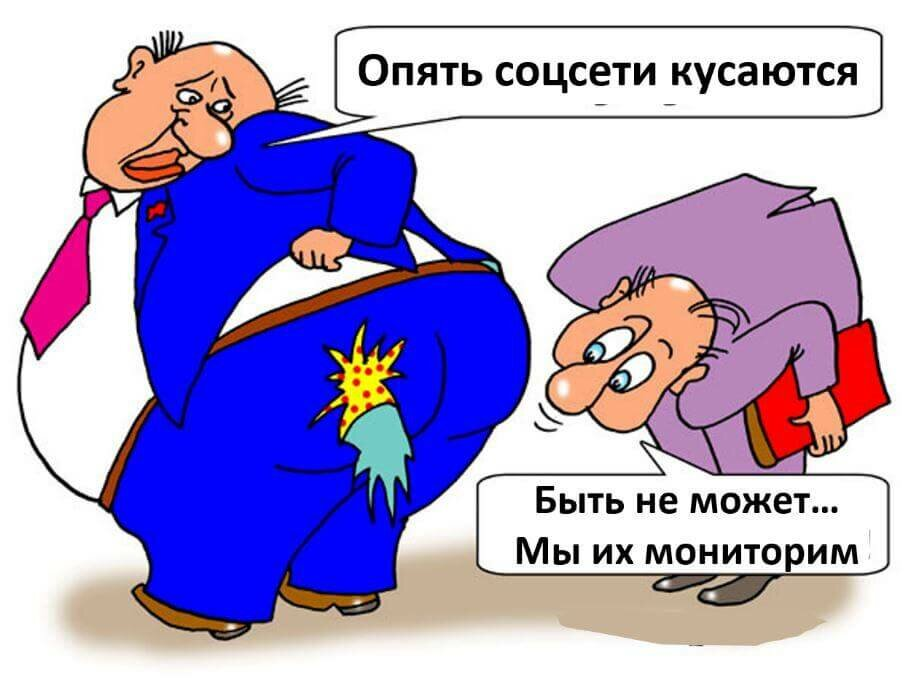 Опять соцсети кусаются
Быть не может...
Мы их мониторим